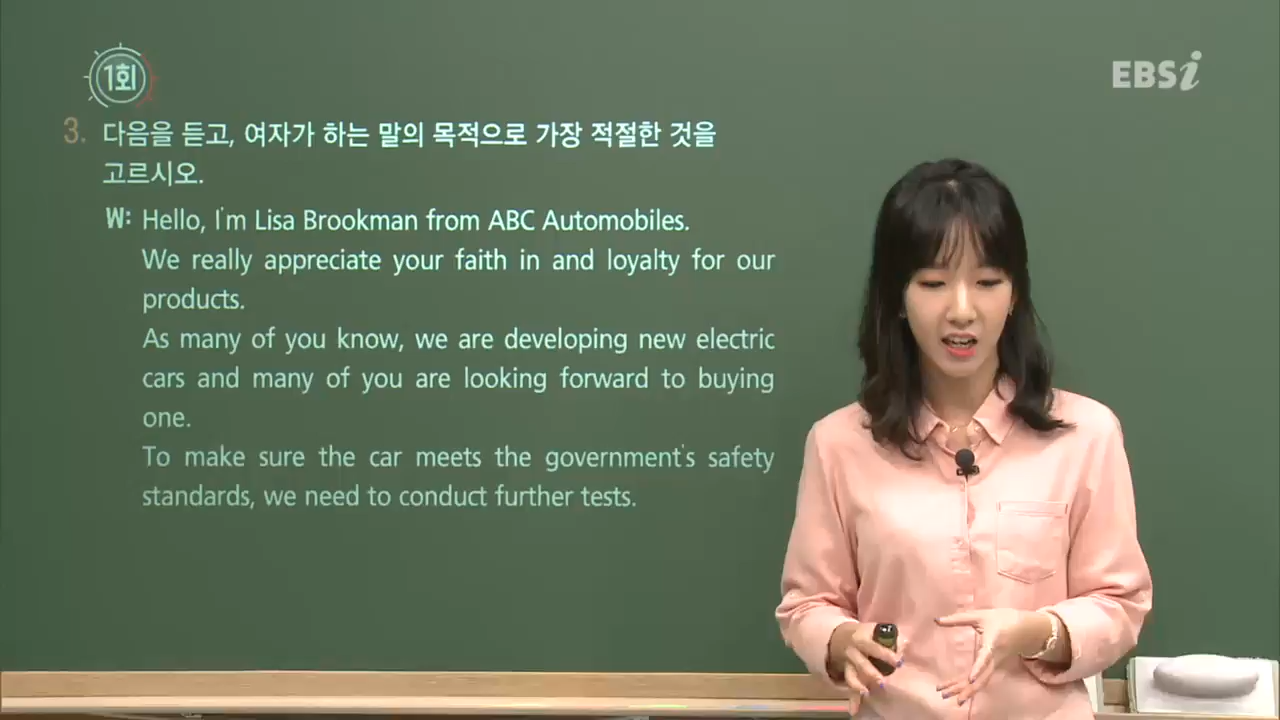 1회
EBSi
3. 다음을 듣고, 여자가 하는 말의 목적으로 가장 적절한 것을
고르시오.
W: Hello, I'm Lisa Brookman from ABC Automobiles.
We really appreciate your faith in and loyalty for our
products.
As many of you know, we are developing new electric
cars and many of you are looking forward to buying
one.
To make sure the car meets the government's safety
standards, we need to conduct further tests.